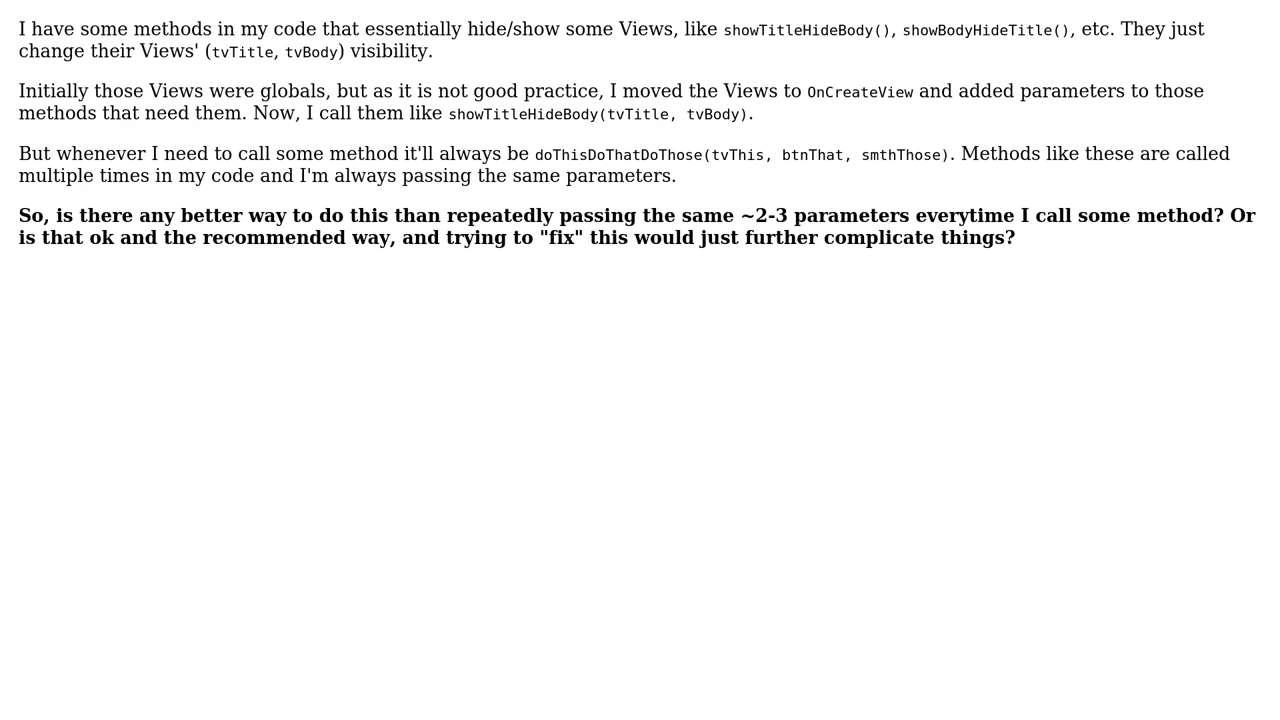 I have some methods in my code that essentially hide/show some Views, like showTitleHideBody(), showBodyHideTitle(), etc. They just
change their Views' (tvTitle, tvBody) visibility.
Initially those Views were globals, but as it is not good practice, I moved the Views to OnCreateView and added parameters to those
methods that need them. Now, I call them like showTitleHideBody(tvTitle, tvBody).
But whenever I need to call some method it'll always be doThisDoThatDoThose(tvThis, btnThat, smthThose). Methods like these are called
multiple times in my code and I'm always passing the same parameters.
So, is there any better way to do this than repeatedly passing the same ~2-3 parameters everytime I call some method? Or
is that ok and the recommended way, and trying to "fix" this would just further complicate things?